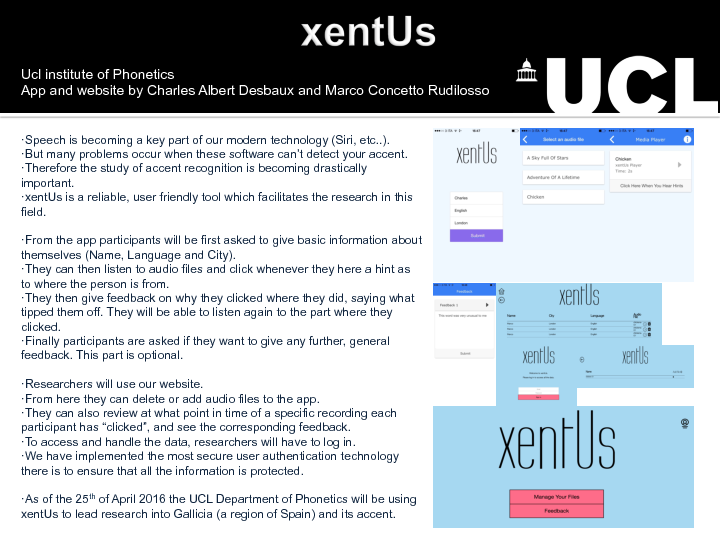 xentUs
Ucl institute of Phonetics
App and website by Charles Albert Desbaux and Marco Concetto Rudilosso
UCL
·Speech is becoming a key part of our modern technology (Siri, etc..).
·But many problems occur when these software can't detect your accent.
·Therefore the study of accent recognition is becoming drastically
important.
·xentUs is a reliable, user friendly tool which facilitates the research in this
field.
·From the app participants will be first asked to give basic information about
themselves (Name, Language and City).
·They can then listen to audio files and click whenever they here a hint as
to where the person is from.
·They then give feedback on why they clicked where they did, saying what
tipped them off. They will be able to listen again to the part where they
clicked.
·Finally participants are asked if they want to give any further, general
feedback. This part is optional.
·Researchers will use our website.
·From here they can delete or add audio files to the app.
·They can also review at what point in time of a specific recording each
participant has “clicked”, and see the corresponding feedback.
·To access and handle the data, researchers will have to log in.
·We have implemented the most secure user authentication technology
there is to ensure that all the information is protected.
·As of the 25th of April 2016 the UCL Department of Phonetics will be using
xentUs to lead research into Gallicia (a region of Spain) and its accent.
xentUs
Charles
English
London
Submit
Select an audio file
A Sky Full Of Stars
Adventure Of A Lifetime
Chicken
Media Player
Chicken
xentUs Player
Time: 2s
Click Here When You Hear Hints
Feedback
Feedback 1
Submit
xentUs
Name City Language
xentUs
xentUs
xentUs
Manage Your Files
Feedback